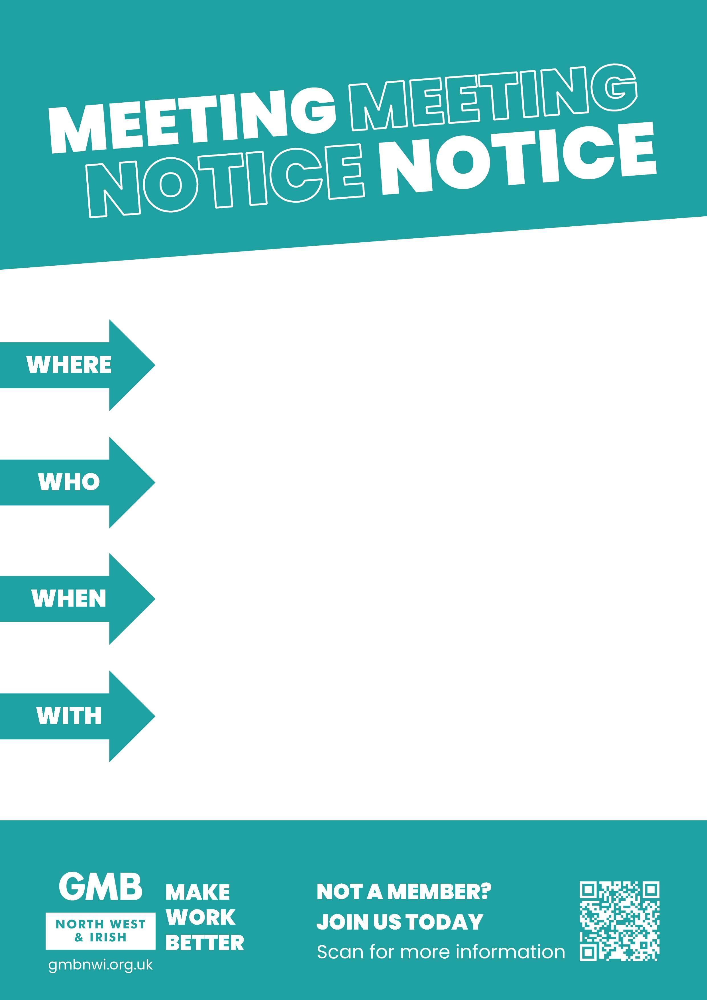 MEETING MEETING
NOTICE NOTICE
WHERE
WHO
WHEN
WITH
GMB
NORTH WEST
& IRISH
gmbnwi.org.uk
MAKE
WORK
BETTER
NOT A MEMBER?
JOIN US TODAY
Scan for more information